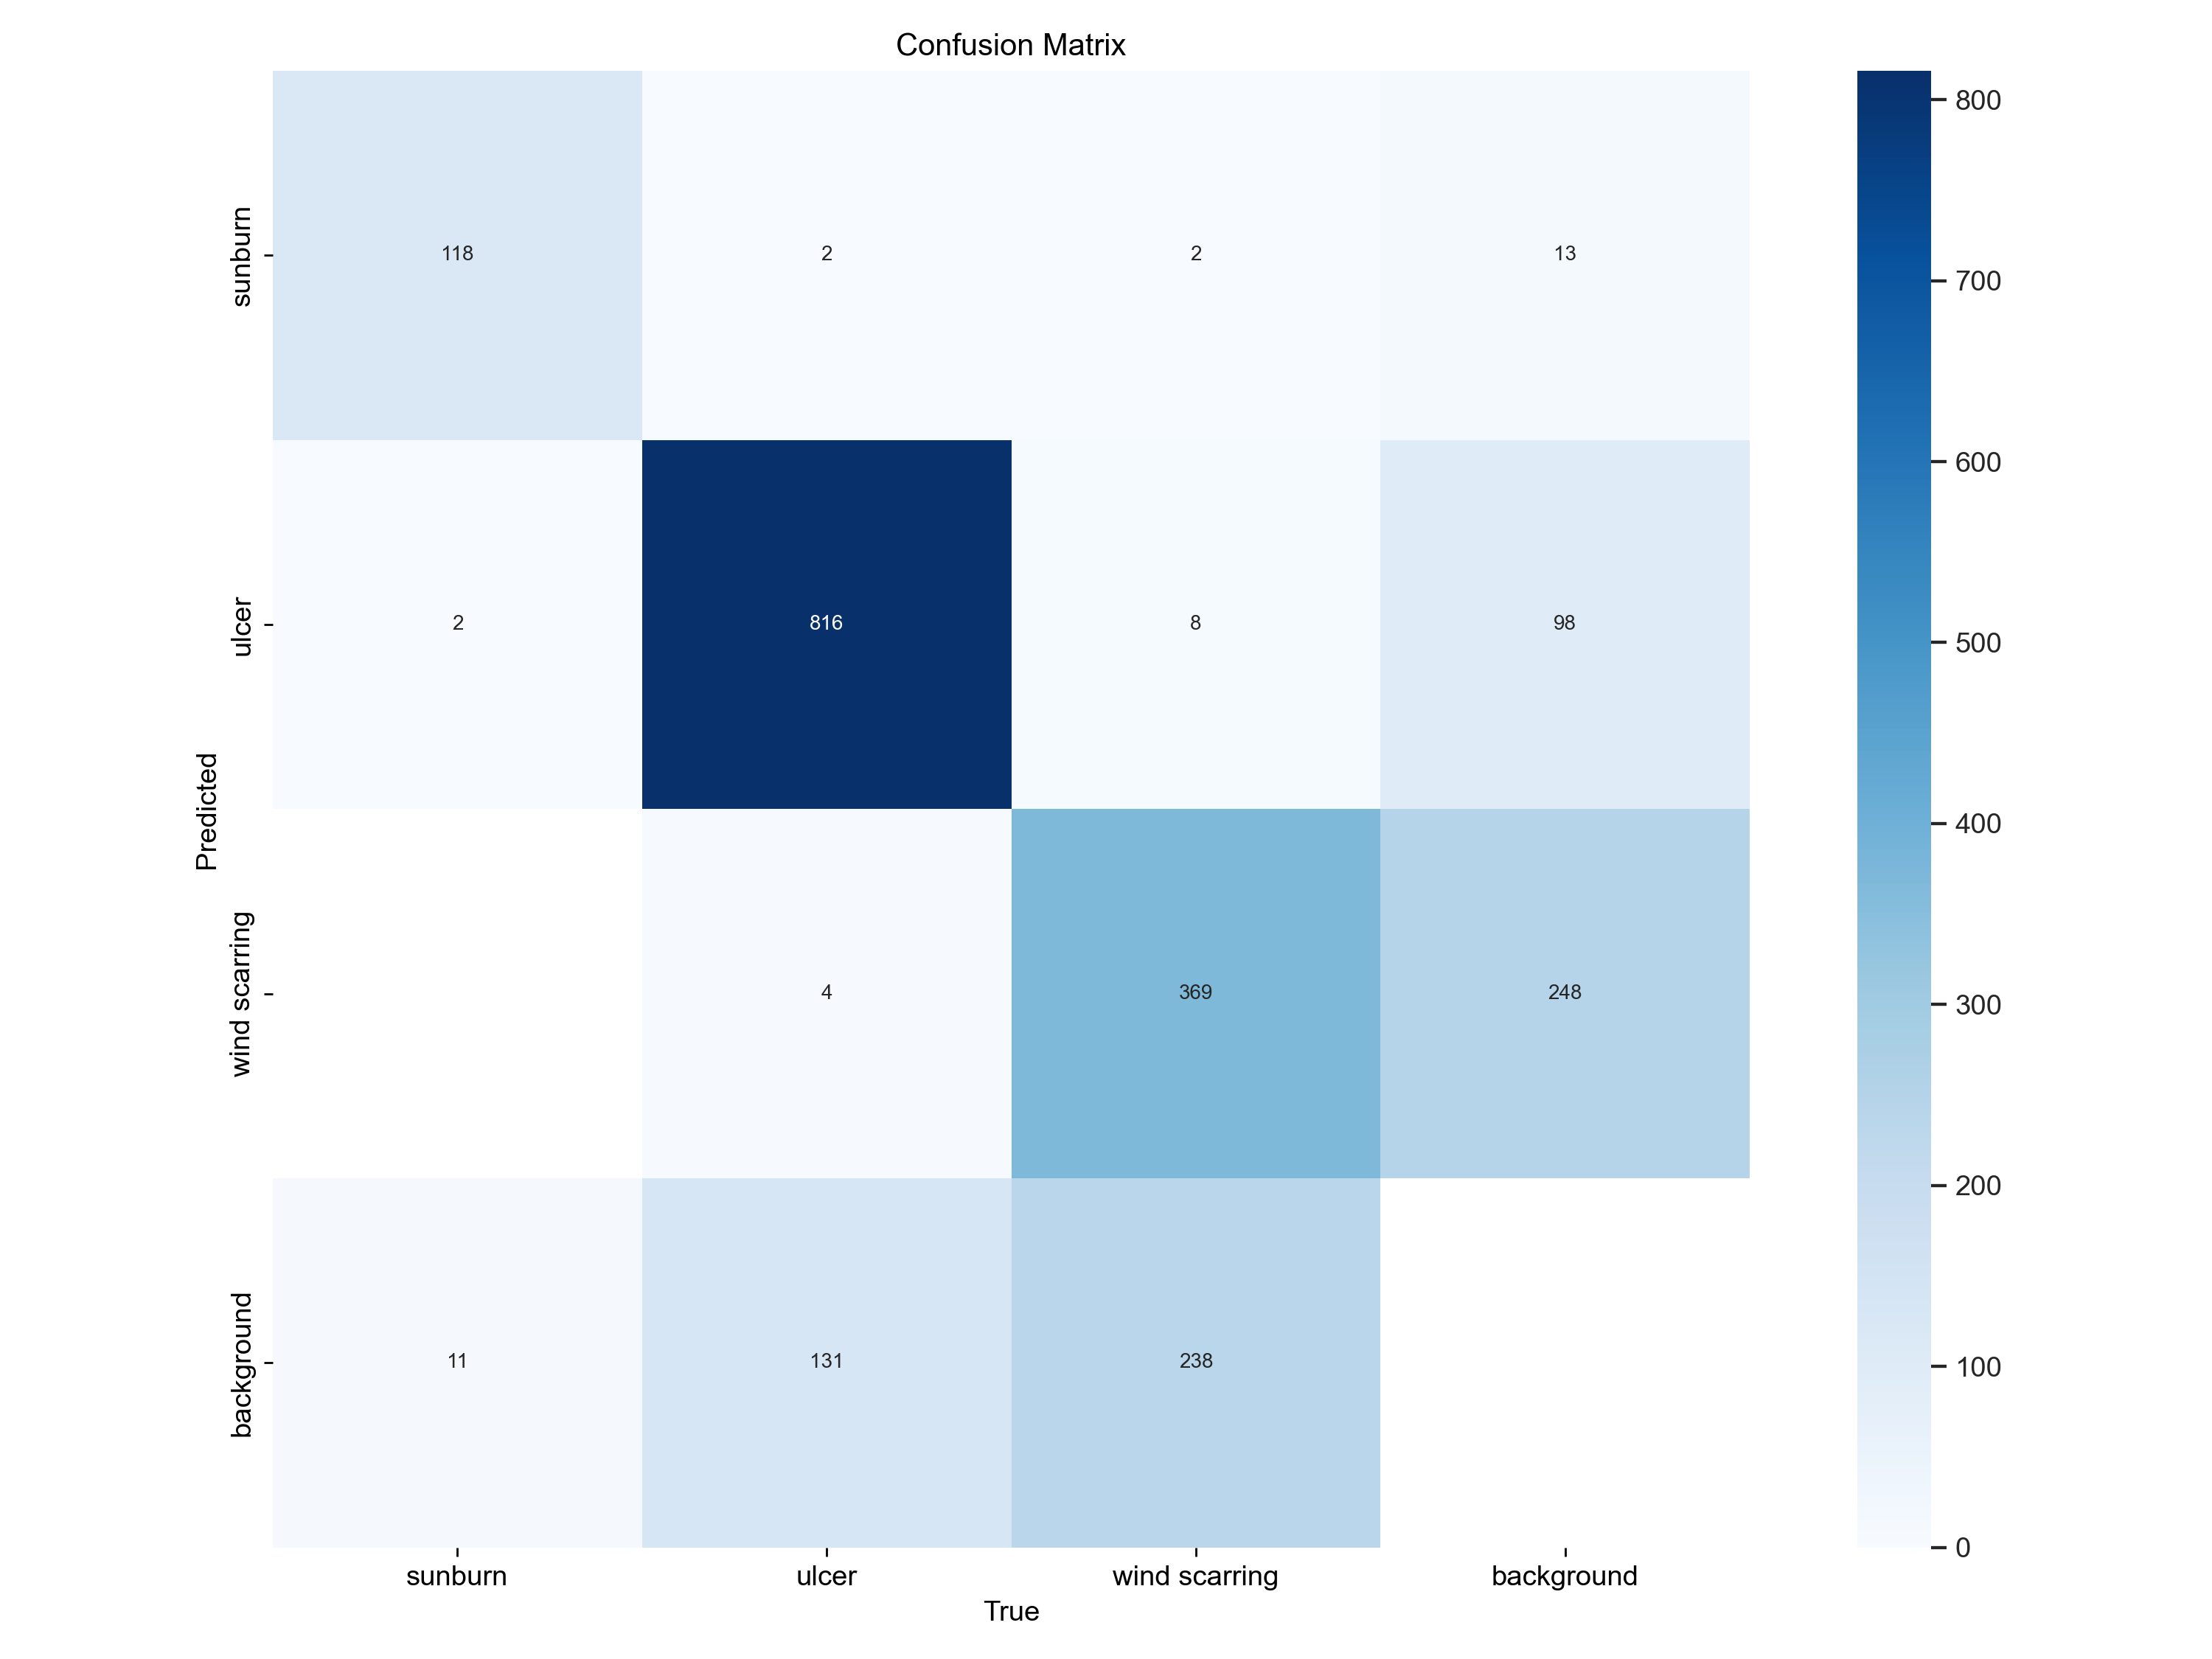 Confusion Matrix
sunburn
118
2
2
13
800
700
600
500
400
300
200
100
0
ulcer
2
816
8
98
Predicted
wind scarring
4
369
248
background
11
131
238
sunburn
ulcer
wind scarring
background
True